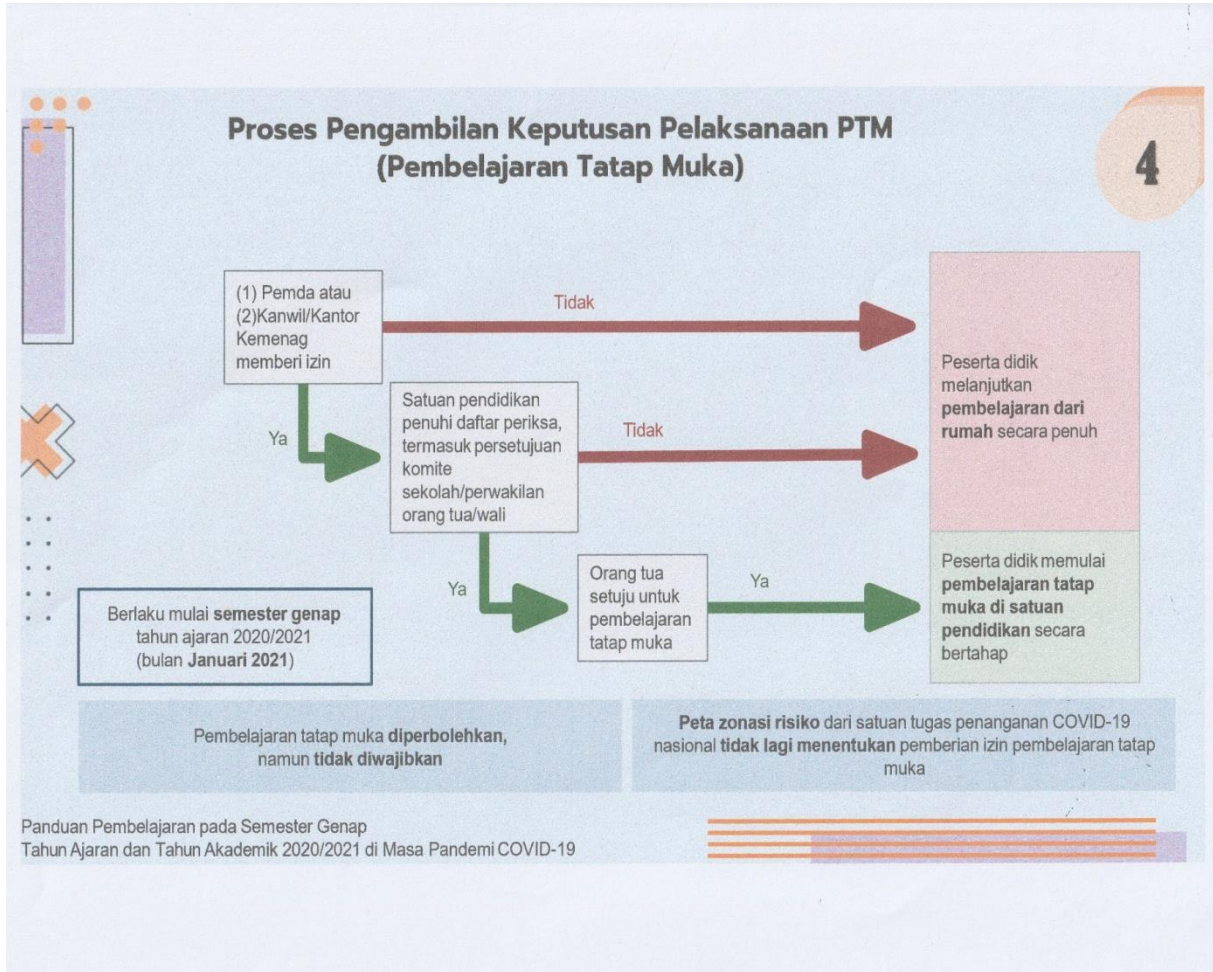 Proses Pengambilan Keputusan Pelaksanaan PTM
(Pembelajaran Tatap Muka)
4
(1) Pemda atau
(2)Kanwil/Kantor
Kemenag
memberi izin
Tidak
Ya
Satuan pendidikan
penuhi daftar periksa,
termasuk persetujuan
komite
sekolah/perwakilan
orang tua/wali
Tidak
Peserta didik
melanjutkan
pembelajaran dari
rumah secara penuh
Ya
Orang tua
setuju untuk
pembelajaran
tatap muka
Ya
Peserta didik memulai
pembelajaran tatap
muka di satuan
pendidikan secara
bertahap
Berlaku mulai semester genap
tahun ajaran 2020/2021
(bulan Januari 2021)
Pembelajaran tatap muka diperbolehkan,
namun tidak diwajibkan
Peta zonasi risiko dari satuan tugas penanganan COVID-19
nasional tidak lagi menentukan pemberian izin pembelajaran tatap
muka
Panduan Pembelajaran pada Semester Genap
Tahun Ajaran dan Tahun Akademik 2020/2021 di Masa Pandemi COVID-19